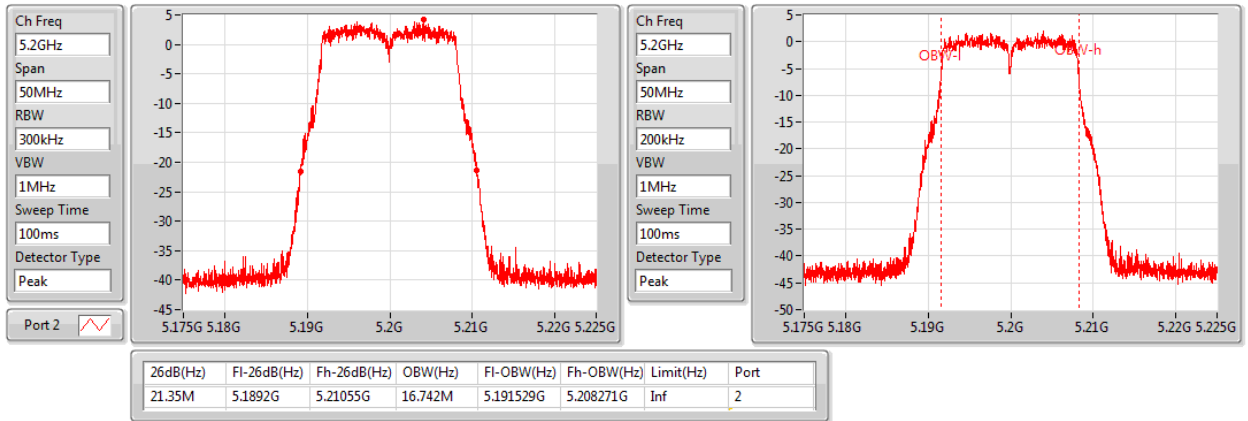 Ch Freq
5.2GHz
Span
50MHz
RBW
300kHz
VBW
1MHz
Sweep Time
100ms
Detector Type
Peak
Port 2
5-
0-
-5-
-10-
-15-
-20-
-25-
-30-
-35-
-40-
-45-
5.175G 5.18G 5.19G 5.2G 5.21G 5.22G 5.225G
Ch Freq
5.2GHz
Span
50MHz
RBW
200kHz
VBW
1MHz
Sweep Time
100ms
Detector Type
Peak
5-
0-
-5-
-10-
-15-
-20-
-25-
-30-
-35-
-40-
-45-
-50-
OBW-l OBW-h
5.175G 5.18G 5.19G 5.2G 5.21G 5.22G 5.225G
26dB(Hz) Fl-26dB(Hz) Fh-26dB(Hz) OBW(Hz) Fl-OBW(Hz) Fh-OBW(Hz) Limit(Hz) Port
21.35M 5.1892G 5.21055G 16.742M 5.191529G 5.208271G Inf 2